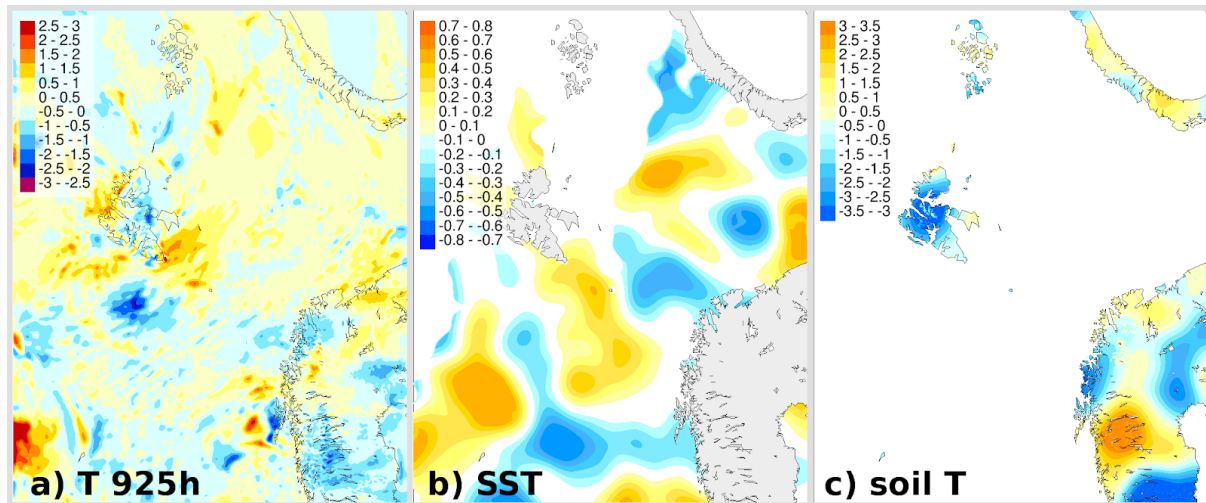 2.5 - 3
2 - 2.5
1.5 - 2
1 - 1.5
0.5 - 1
0 - 0.5
-0.5 - 0
-1 - -0.5
-1.5 - -1
-2 - -1.5
-2.5 - -2
-3 - -2.5
a) T 925h
0.7 - 0.8
0.6 - 0.7
0.5 - 0.6
0.4 - 0.5
0.3 - 0.4
0.2 - 0.3
0.1 - 0.2
0 - 0.1
-0.1 - 0
-0.2 - -0.1
-0.3 - -0.2
-0.4 - -0.3
-0.5 - -0.4
-0.6 - -0.5
-0.7 - -0.6
-0.8 - -0.7
b) SST
3 - 3.5
2.5 - 3
2 - 2.5
1.5 - 2
1 - 1.5
0.5 - 1
0 - 0.5
-0.5 - 0
-1 - -0.5
-1.5 - -1
-2 - -1.5
-2.5 - -2
-3 - -2.5
-3.5 - -3
c) soil T